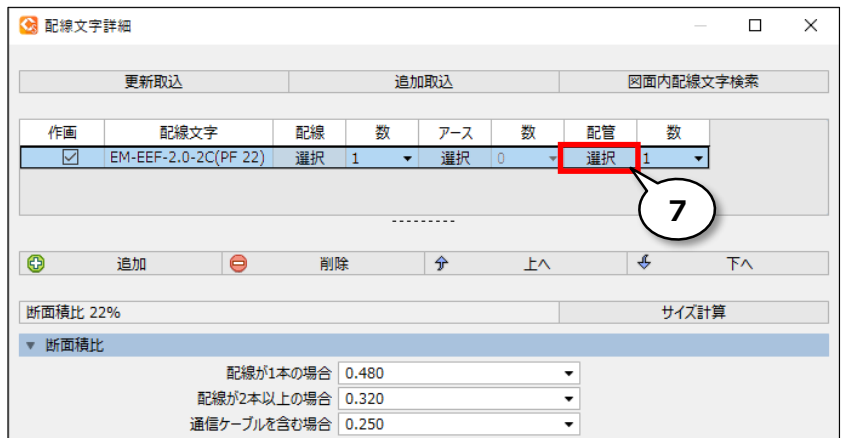 配線文字詳細
更新取込 追加取込 図面内配線文字検索
作画 配線文字 配線 数 アース 数 配管 数
EM-EEF-2.0-2C(PF 22) 選択 1 選択 0 選択 1
7
追加 削除 上へ 下へ
断面積比 22% サイズ計算
断面積比
配線が1本の場合 0.480
配線が2本以上の場合 0.320
通信ケーブルを含む場合 0.250